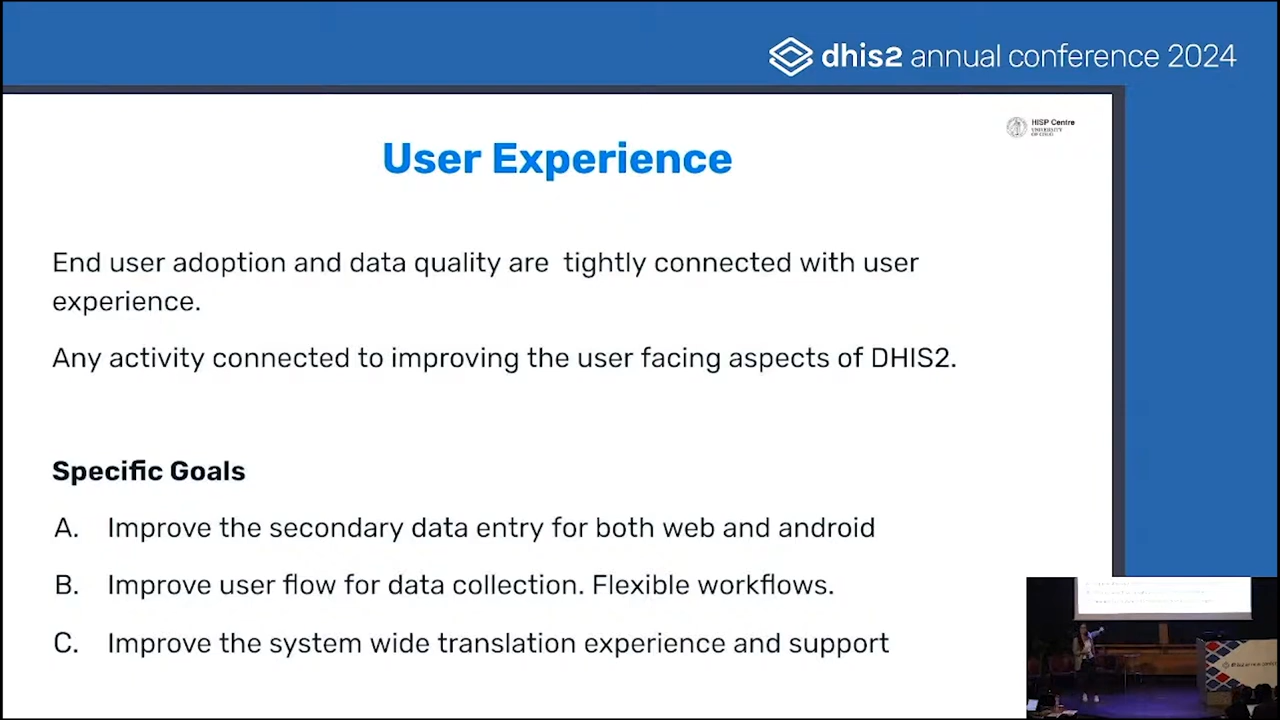 dhis2 annual conference 2024
HISP Centre
UNIVERSITY
OF OSLO
User Experience
End user adoption and data quality are  tightly connected with user
experience.
Any activity connected to improving the user facing aspects of DHIS2.
Specific Goals
A. Improve the secondary data entry for both web and android
B. Improve user flow for data collection. Flexible workflows.
C. Improve the system wide translation experience and support